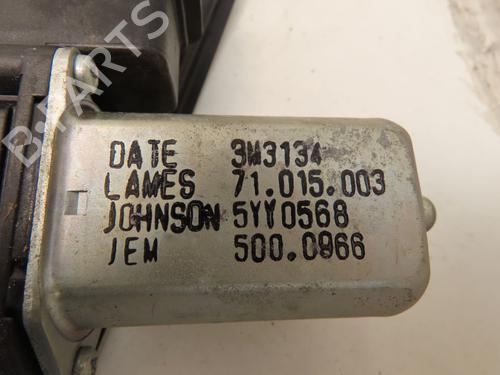 DATE 3M3134
LAMES 71.015.003
JOHNSON 5YY0568
JEM 500.0966
B-PARTS